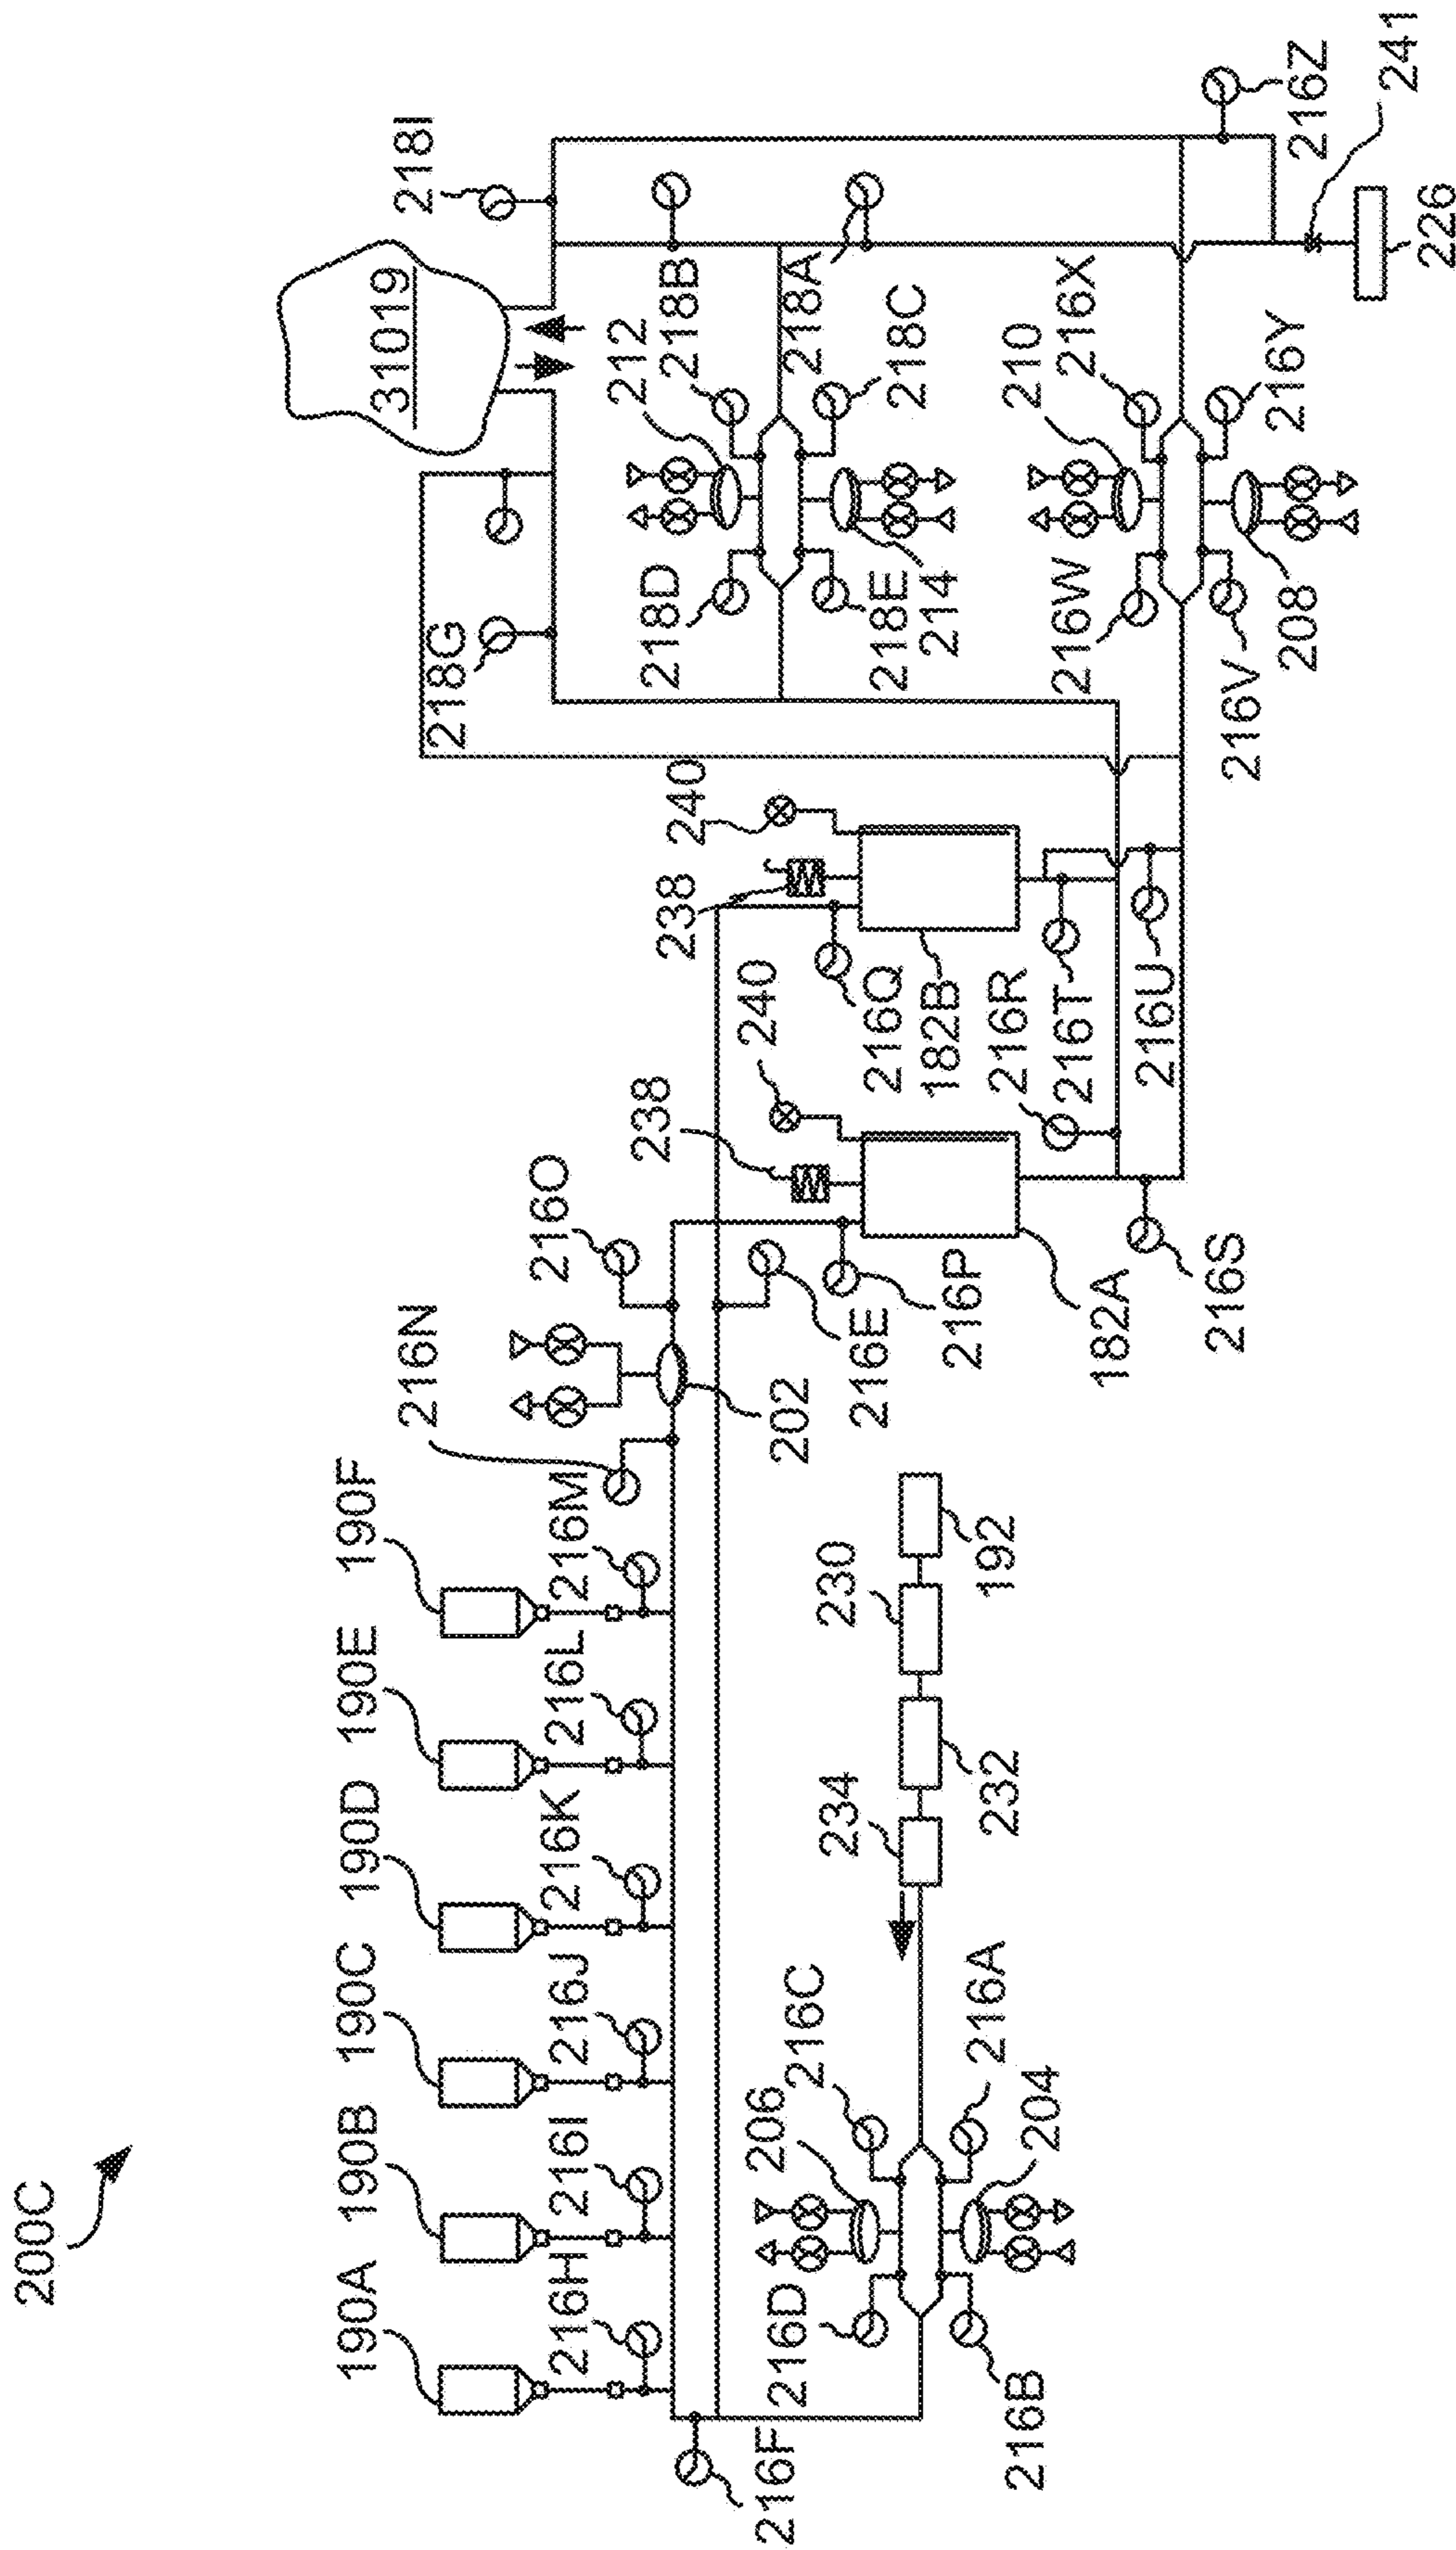 200C
190A
190B
190C
190D
190E
190F
216H
216I
216J
216K
216L
216M
216N
216O
216F
216D
206
216C
216B
204
216A
234
232
230
192
202
216E
216P
182A
238
240
216S
238
240
216Q
182B
216R
216T
216U
218G
31019
218I
218D
212
218B
218E
214
218A
218C
216W
210
216X
216V
208
216Y
216Z
241
226